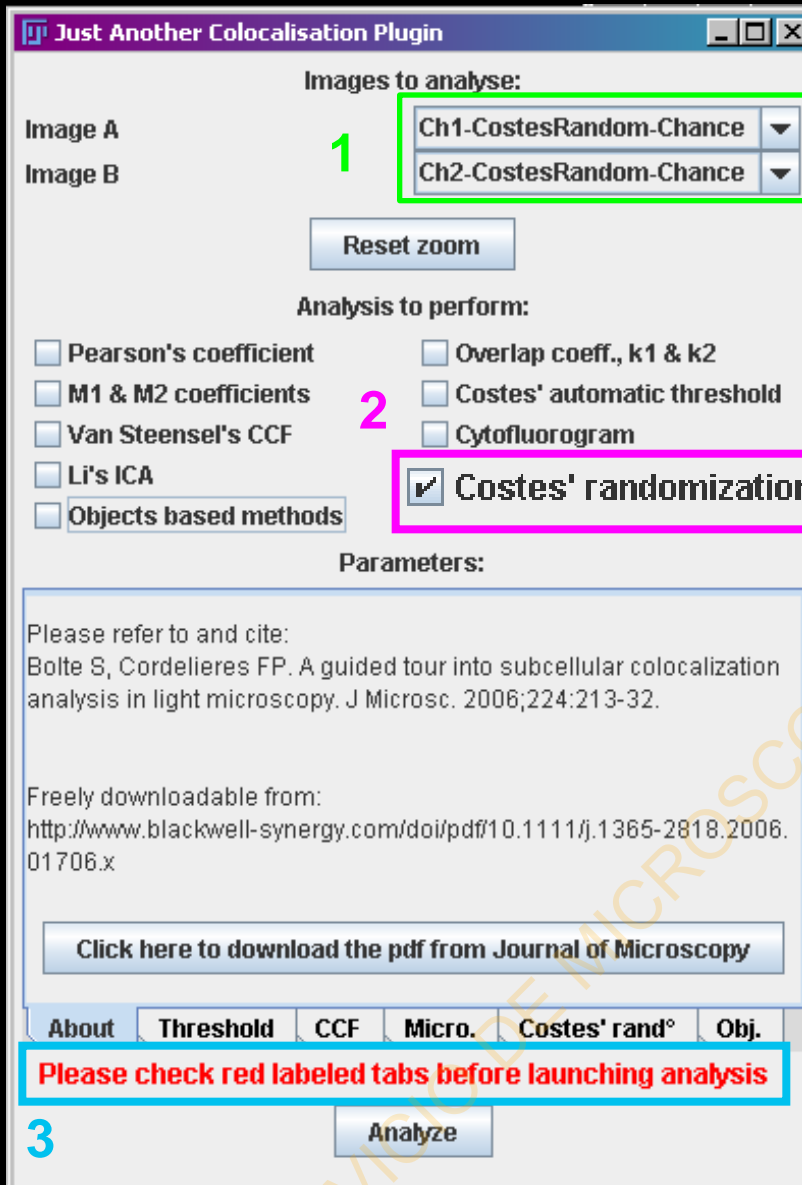 Just Another Colocalisation Plugin
Images to analyse:
Image A
Ch1-CostesRandom-Chance
1
Image B
Ch2-CostesRandom-Chance
Reset zoom
Analysis to perform:
Pearson's coefficient
Overlap coeff., k1 & k2
M1 & M2 coefficients
Costes' automatic threshold
2
Van Steensel's CCF
Cytofluorogram
Li's ICA
Costes' randomization
Objects based methods
Parameters:
Please refer to and cite:
Bolte S, Cordelieres FP. A guided tour into subcellular colocalization
analysis in light microscopy. J Microsc. 2006;224:213-32.
Freely downloadable from:
http://www.blackwell-synergy.com/doi/pdf/10.1111/j.1365-2818.2006.
01706.x
Click here to download the pdf from Journal of Microscopy
About Threshold CCF Micro. Costes' rand° Obj.
Please check red labeled tabs before launching analysis
3
Analyze
DE